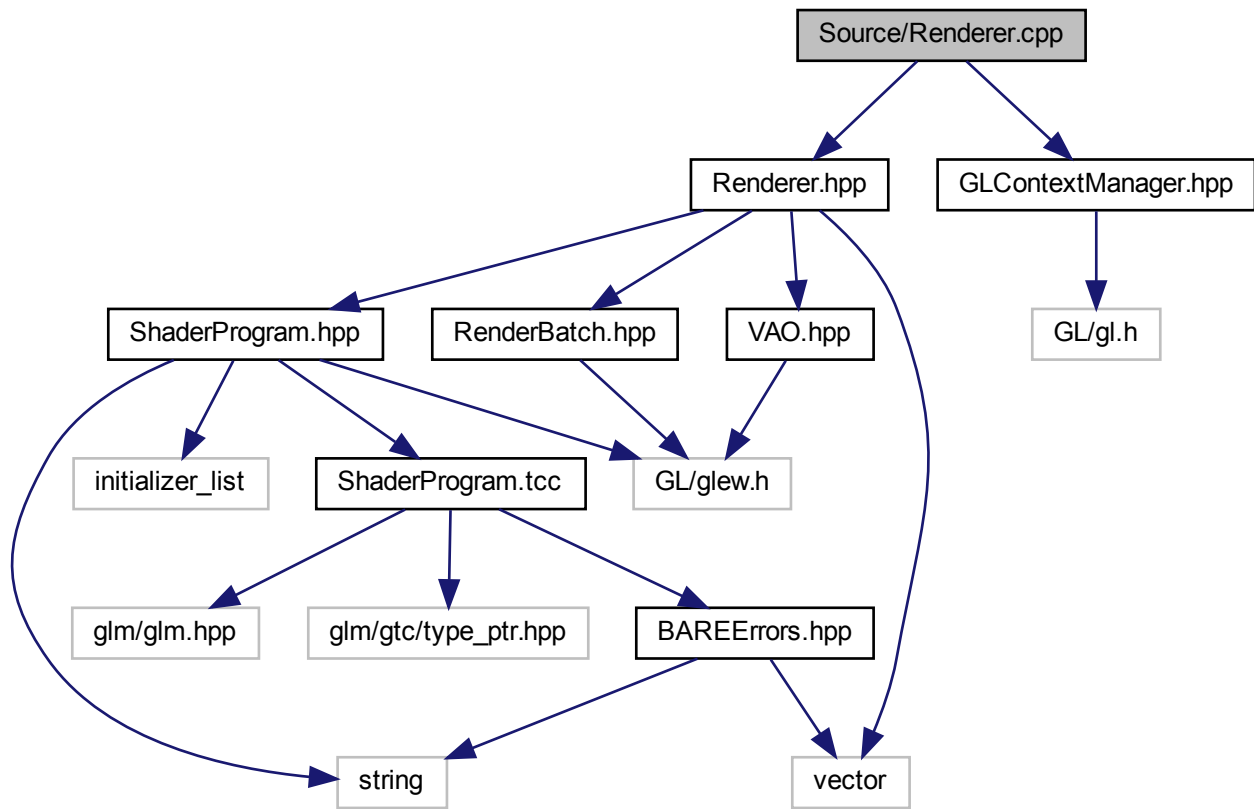 Source/Renderer.cpp
Renderer.hpp
GLContextManager.hpp
ShaderProgram.hpp
RenderBatch.hpp
VAO.hpp
GL/gl.h
initializer_list
ShaderProgram.tcc
GL/glew.h
glm/glm.hpp
glm/gtc/type_ptr.hpp
BAREErrors.hpp
string
vector